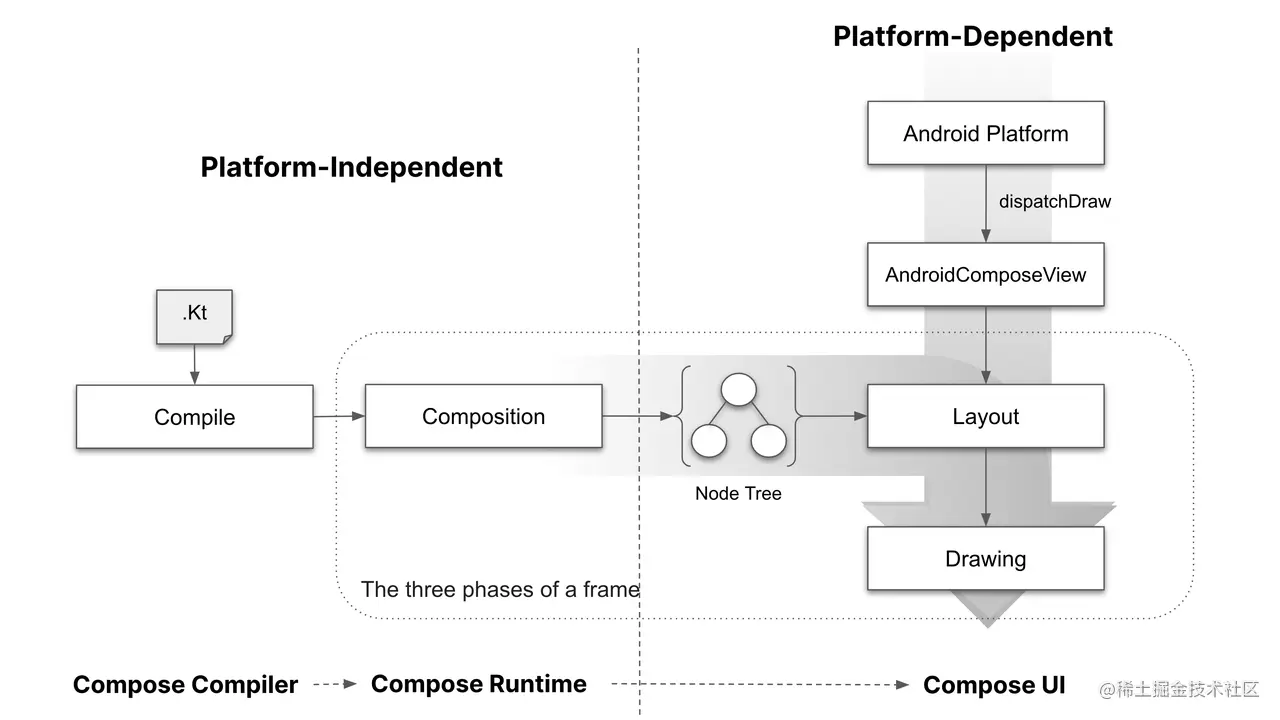 Platform-Dependent
Android Platform
Platform-Independent
dispatchDraw
AndroidComposeView
.Kt
Compile
Composition
Layout
Node Tree
Drawing
The three phases of a frame
Compose Compiler
Compose Runtime
Compose UI
@稀土掘金技术社区